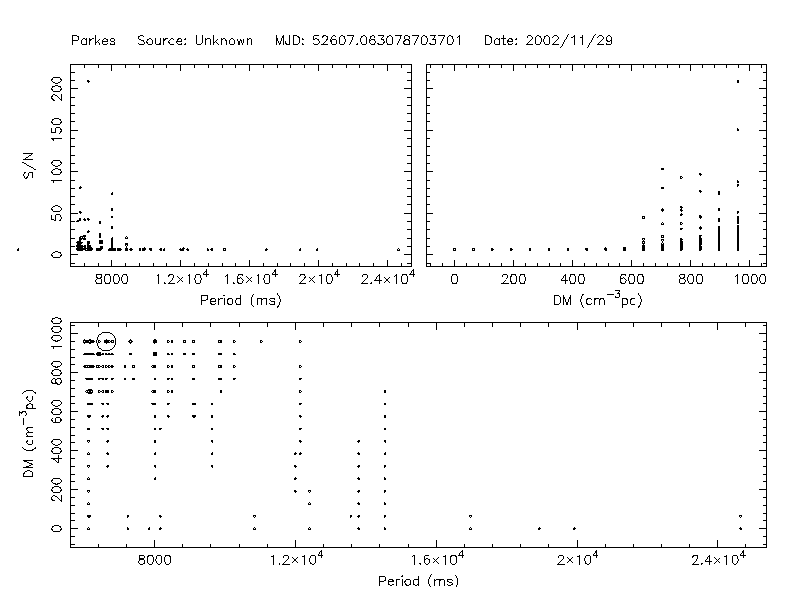 Parkes Source: Unknown MJD: 52607.063078703701 Date: 2002/11/29
S/N
0 50 100 150 200
8000 1.2×10⁴ 1.6×10⁴ 2×10⁴ 2.4×10⁴
Period (ms)
0 200 400 600 800 1000
DM (cm⁻³pc)
DM (cm⁻³pc)
0 200 400 600 800 1000
8000 1.2×10⁴ 1.6×10⁴ 2×10⁴ 2.4×10⁴
Period (ms)